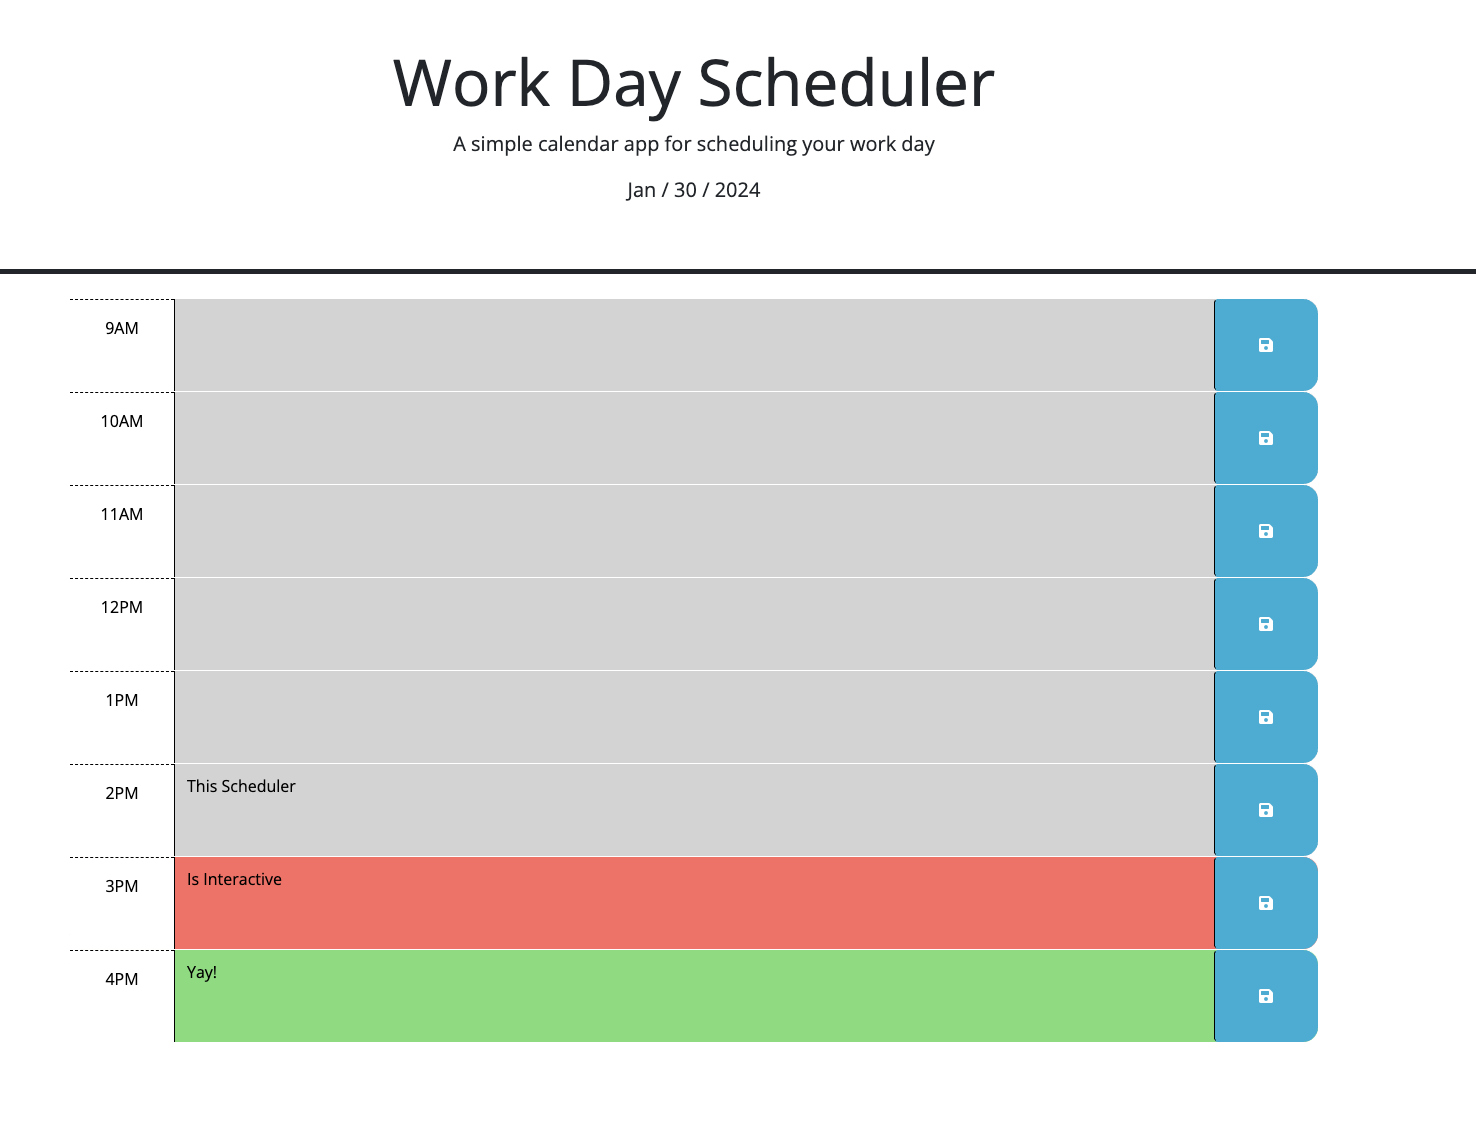 Work Day Scheduler
A simple calendar app for scheduling your work day
Jan / 30 / 2024
9AM
10AM
11AM
12PM
1PM
2PM This Scheduler
3PM Is Interactive
4PM Yay!